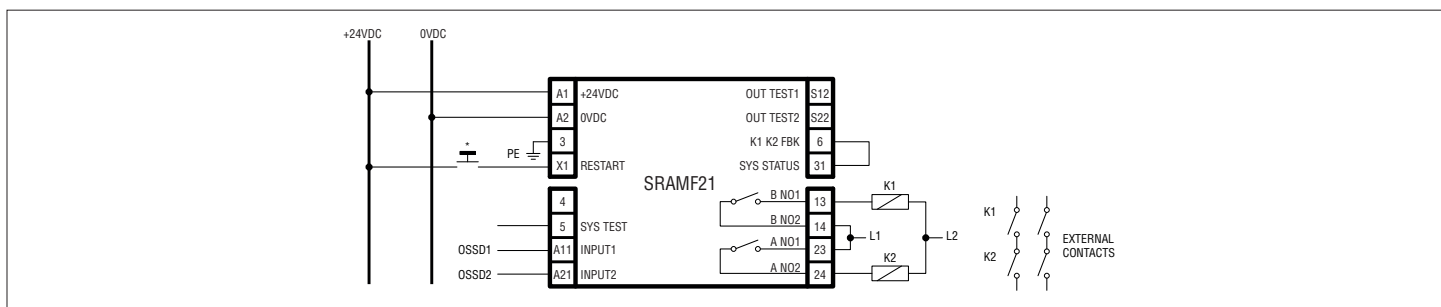 +24VDC 0VDC
A1 +24VDC OUT TEST1 S12
A2 0VDC OUT TEST2 S22
3 K1 K2 FBK 6
* PE
X1 RESTART SYS STATUS 31
SRAMF21
4 B NO1 13 K1
5 SYS TEST B NO2 14
L1 L2
OSSD1 A11 INPUT1 A NO1 23
OSSD2 A21 INPUT2 A NO2 24 K2
K1
K2
EXTERNAL
CONTACTS